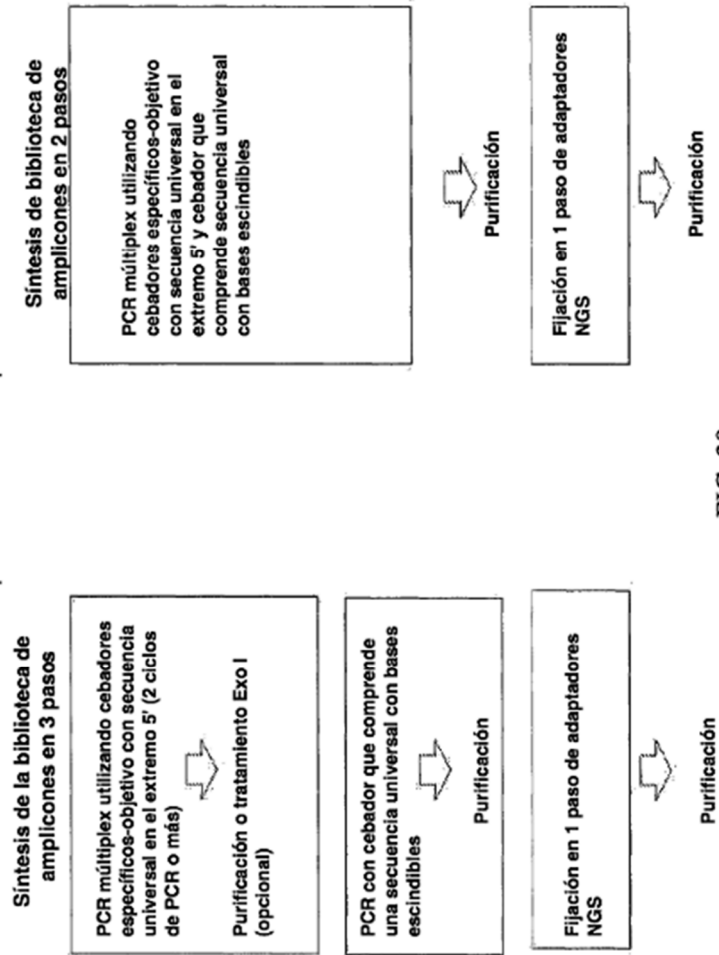 Síntesis de la biblioteca de
amplicones en 3 pasos
PCR múltiplex utilizando cebadores
específicos-objetivo con secuencia
universal en el extremo 5' (2 ciclos
de PCR o más)
Purificación o tratamiento Exo I
(opcional)
PCR con cebador que comprende
una secuencia universal con bases
escindibles
Purificación
Fijación en 1 paso de adaptadores
NGS
Purificación
Síntesis de biblioteca de
amplicones en 2 pasos
PCR múltiplex utilizando
cebadores específicos-objetivo
con secuencia universal en el
extremo 5' y cebador que
comprende secuencia universal
con bases escindibles
Purificación
Fijación en 1 paso de adaptadores
NGS
Purificación